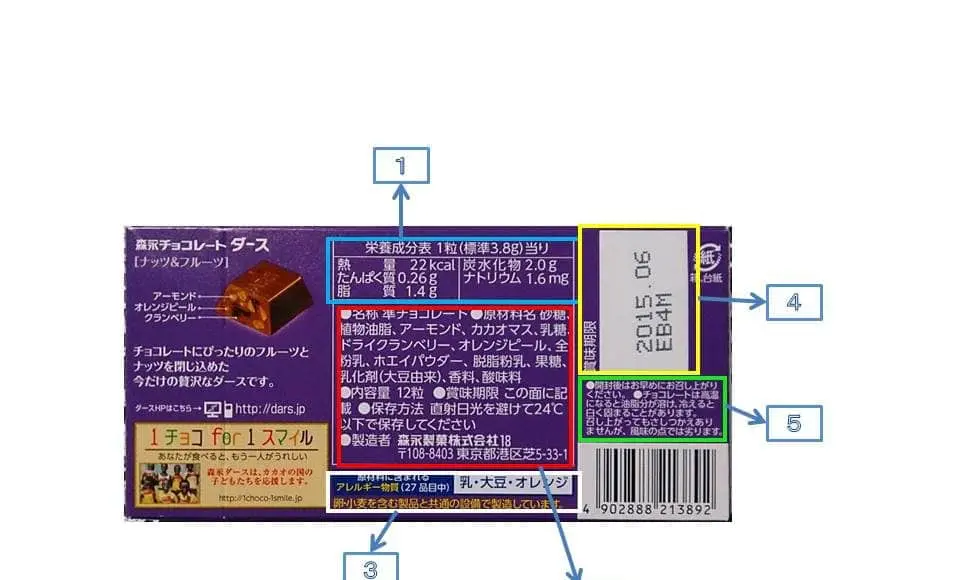 1
森永チョコレート ダース
[ナッツ&フルーツ]
アーモンド
オレンジピール
クランベリー
チョコレートにぴったりのフルーツと
ナッツを閉じ込めた
今だけの贅沢なダースです。
ダースHPはこちら→ http://dars.jp
1 チョコ for 1 スマイル
あなたが食べると、もう一人がうれしい
森永ダースは、カカオの国の
子どもたちを応援します。
http://1choco-1smile.jp
栄養成分表 1粒(標準3.8g)当り
熱 量 22kcal 炭水化物 2.0g
たんぱく質 0.26g ナトリウム 1.6mg
脂 質 1.4g
●名称 準チョコレート ●原材料名 砂糖、
植物油脂、アーモンド、カカオマス、乳糖、
ドライクランベリー、オレンジピール、全
粉乳、ホエイパウダー、脱脂粉乳、果糖、
乳化剤(大豆由来)、香料、酸味料
●内容量 12粒 ●賞味期限 この面に記
載 ●保存方法 直射日光を避けて24℃
以下で保存してください
●製造者 森永製菓株式会社18
〒108-8403 東京都港区芝5-33-1
原材料に含まれる
アレルギー物質(27品目中) 乳・大豆・オレンジ
卵・小麦を含む製品と共通の設備で製造しています。
賞味期限
2015.06
EB4M
紙
箱、台紙
4
●開封後はお早めにお召し上がり
ください。●チョコレートは高温
になると油脂分が溶け、冷えると
白く固まることがあります。
召し上がってもさしつかえあり
ませんが、風味の点では劣ります。
5
4 902888 213892
3